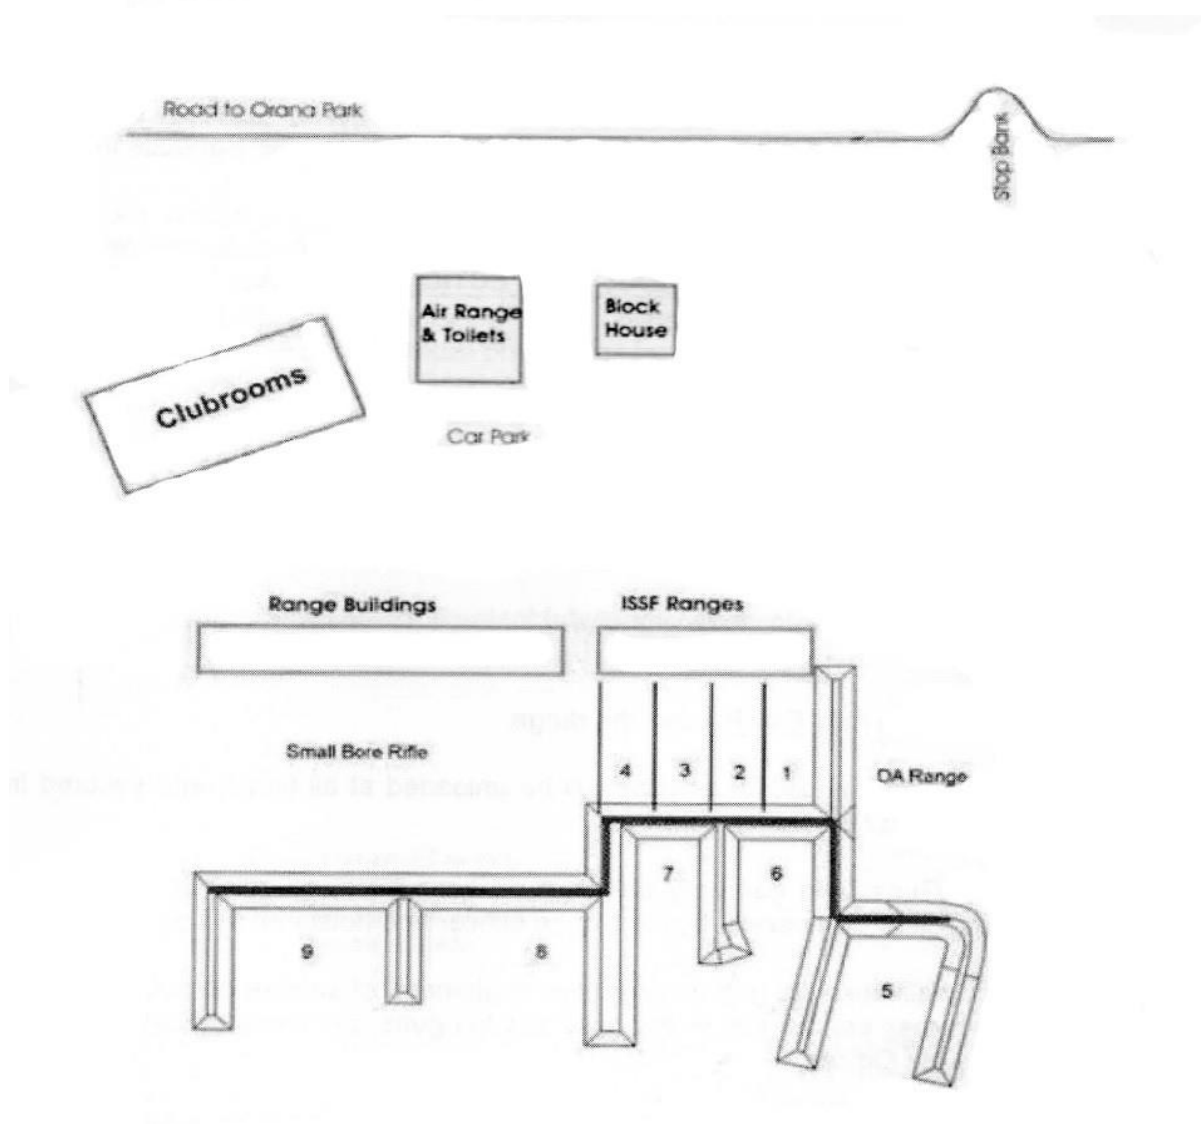 Road to Orana Park
Stop Bank
Air Range
& Toilets
Block
House
Clubrooms
Car Park
Range Buildings
ISSF Ranges
Small Bore Rifle
4
3
2
1
DA Range
7
6
9
8
5